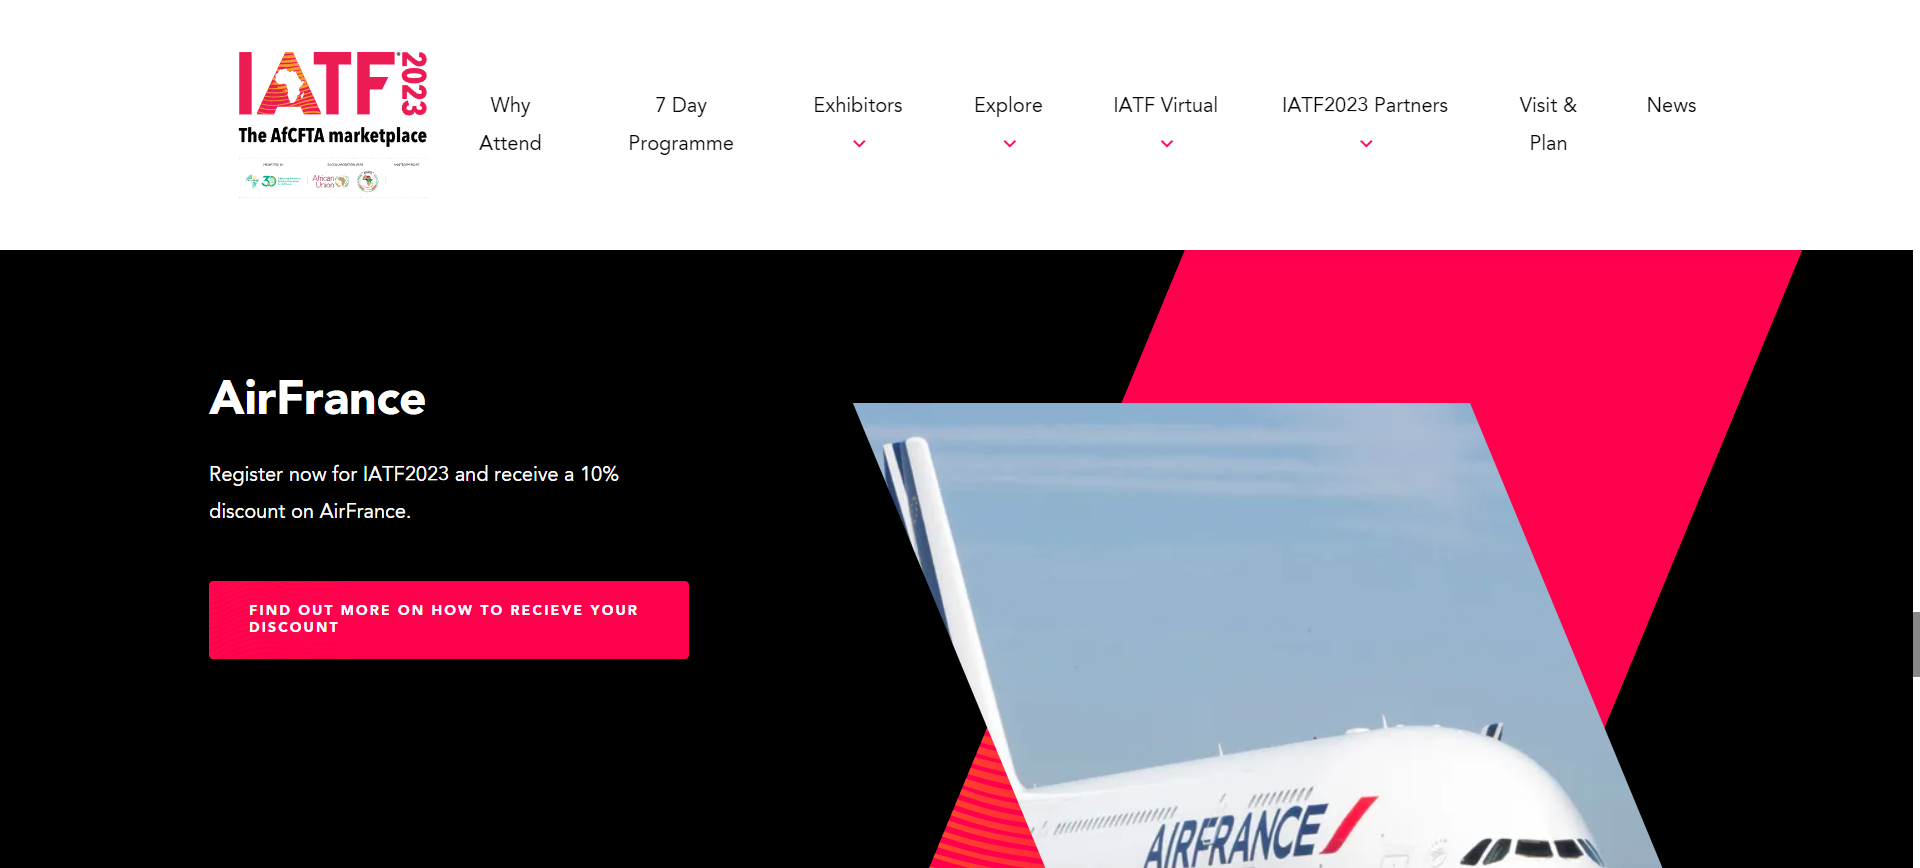 IATF 2023
The AfCFTA marketplace
African
Union
Why
Attend
7 Day
Programme
Exhibitors
Explore
IATF Virtual
IATF2023 Partners
Visit &
Plan
News
AirFrance
Register now for IATF2023 and receive a 10%
discount on AirFrance.
FIND OUT MORE ON HOW TO RECIEVE YOUR
DISCOUNT
AIRFRANCE